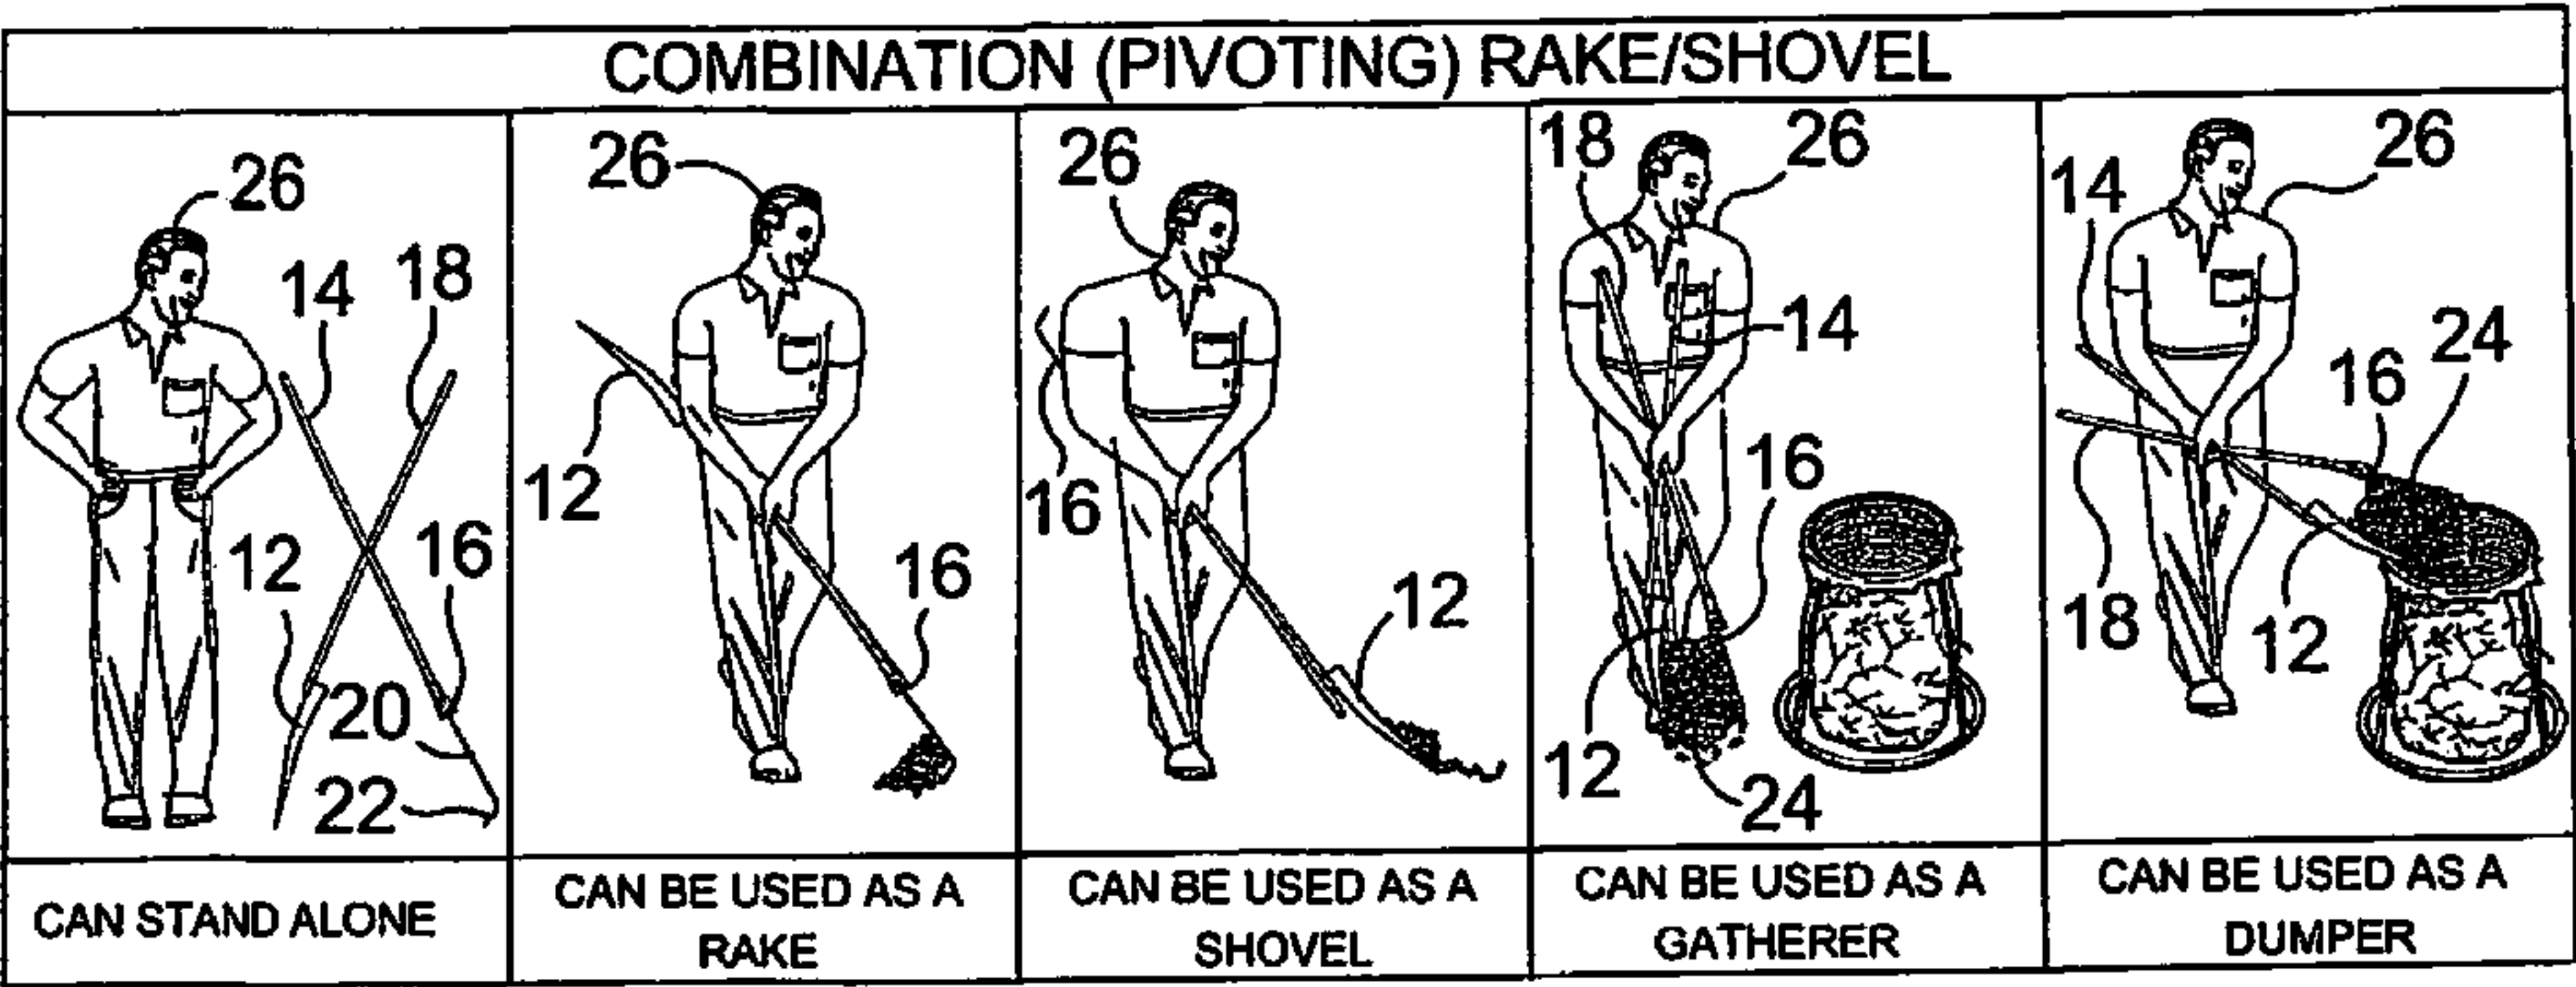 COMBINATION (PIVOTING) RAKE/SHOVEL
26
14
18
12
16
20
22
CAN STAND ALONE
26
12
16
CAN BE USED AS A
RAKE
26
16
12
CAN BE USED AS A
SHOVEL
18
26
14
16
12
24
CAN BE USED AS A
GATHERER
14
26
24
16
18
12
CAN BE USED AS A
DUMPER